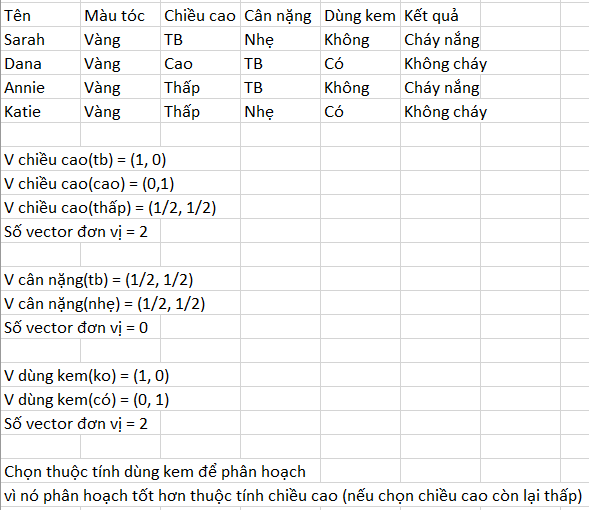 Tên Màu tóc Chiều cao Cân nặng Dùng kem Kết quả
Sarah Vàng TB Nhẹ Không Cháy nắng
Dana Vàng Cao TB Có Không cháy
Annie Vàng Thấp TB Không Cháy nắng
Katie Vàng Thấp Nhẹ Có Không cháy
V chiều cao(tb) = (1, 0)
V chiều cao(cao) = (0,1)
V chiều cao(thấp) = (1/2, 1/2)
Số vector đơn vị = 2
V cân nặng(tb) = (1/2, 1/2)
V cân nặng(nhẹ) = (1/2, 1/2)
Số vector đơn vị = 0
V dùng kem(ko) = (1, 0)
V dùng kem(có) = (0, 1)
Số vector đơn vị = 2
Chọn thuộc tính dùng kem để phân hoạch
vì nó phân hoạch tốt hơn thuộc tính chiều cao (nếu chọn chiều cao còn lại thấp)